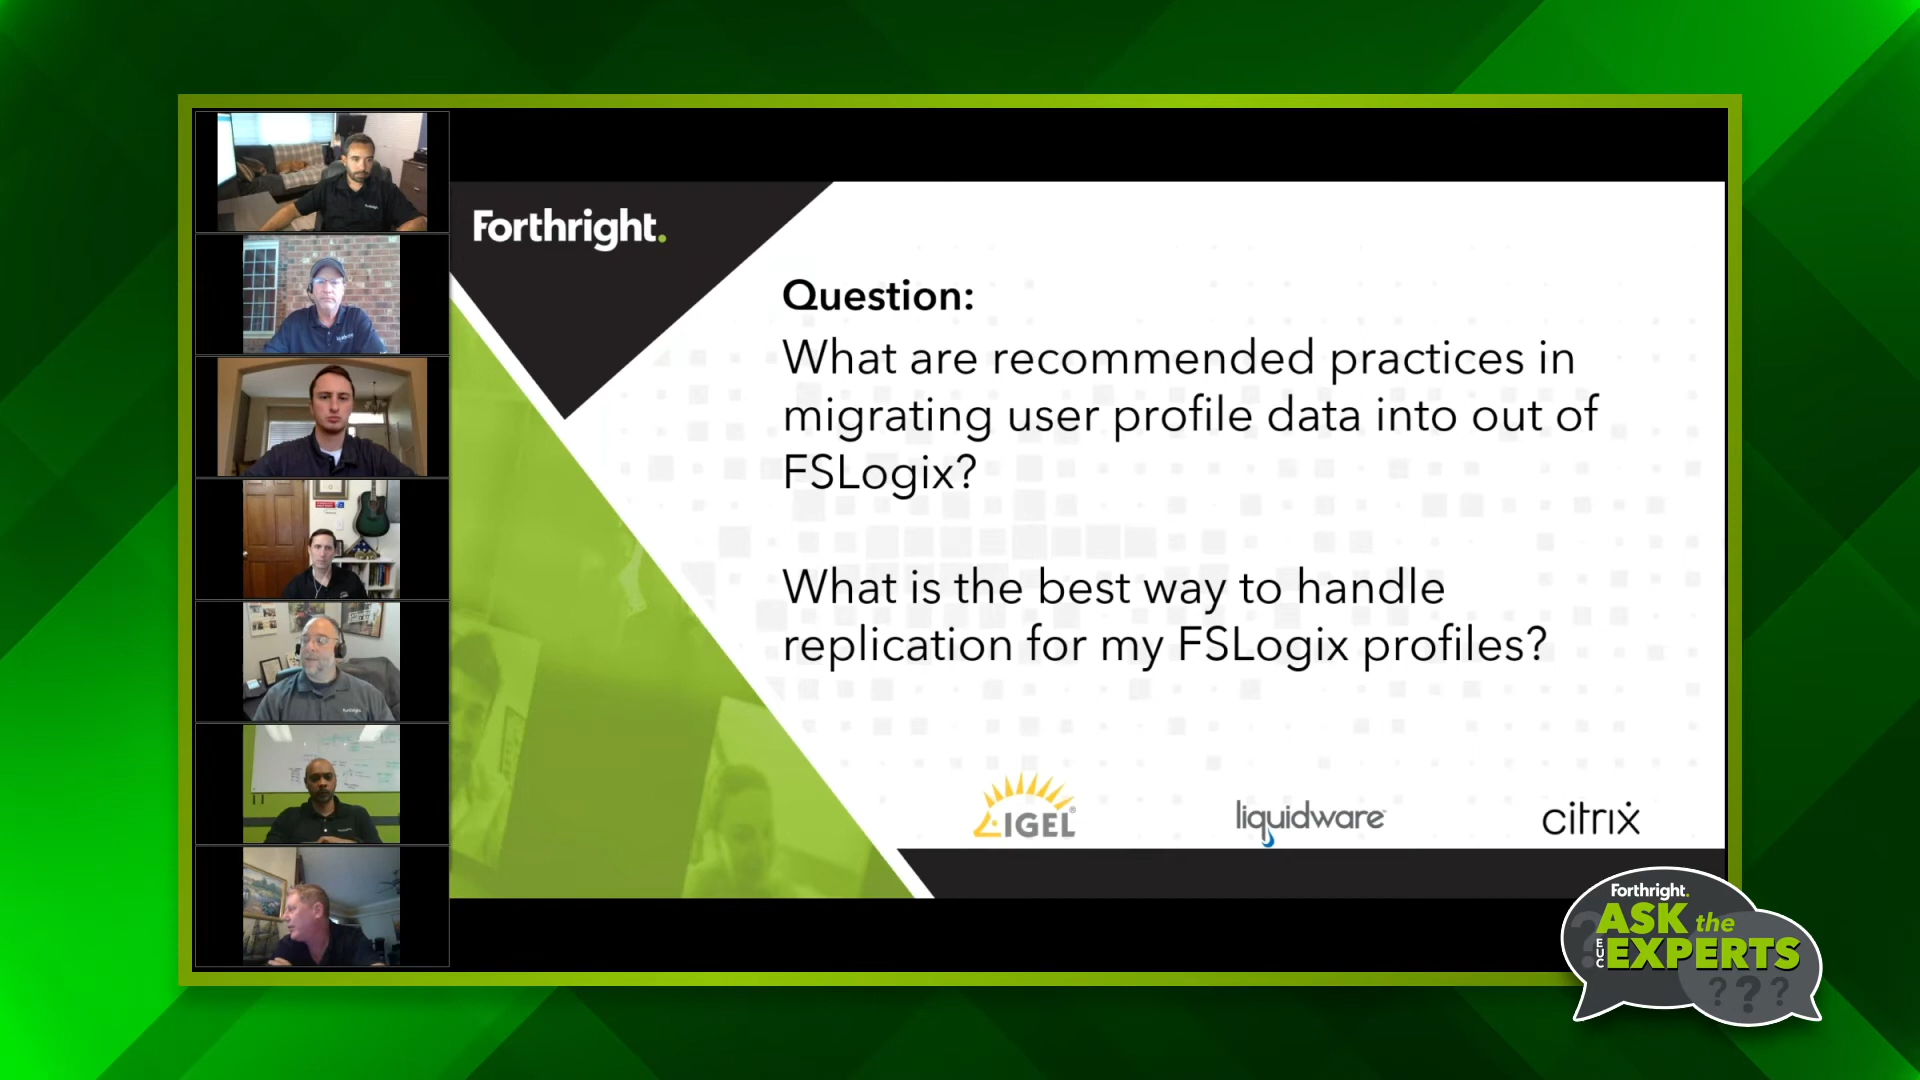 Forthright.
Question:
What are recommended practices in
migrating user profile data into out of
FSLogix?
What is the best way to handle
replication for my FSLogix profiles?
IGEL®
liquidware
citrix
Forthright.
ASK the
EUC
EXPERTS
? ? ?